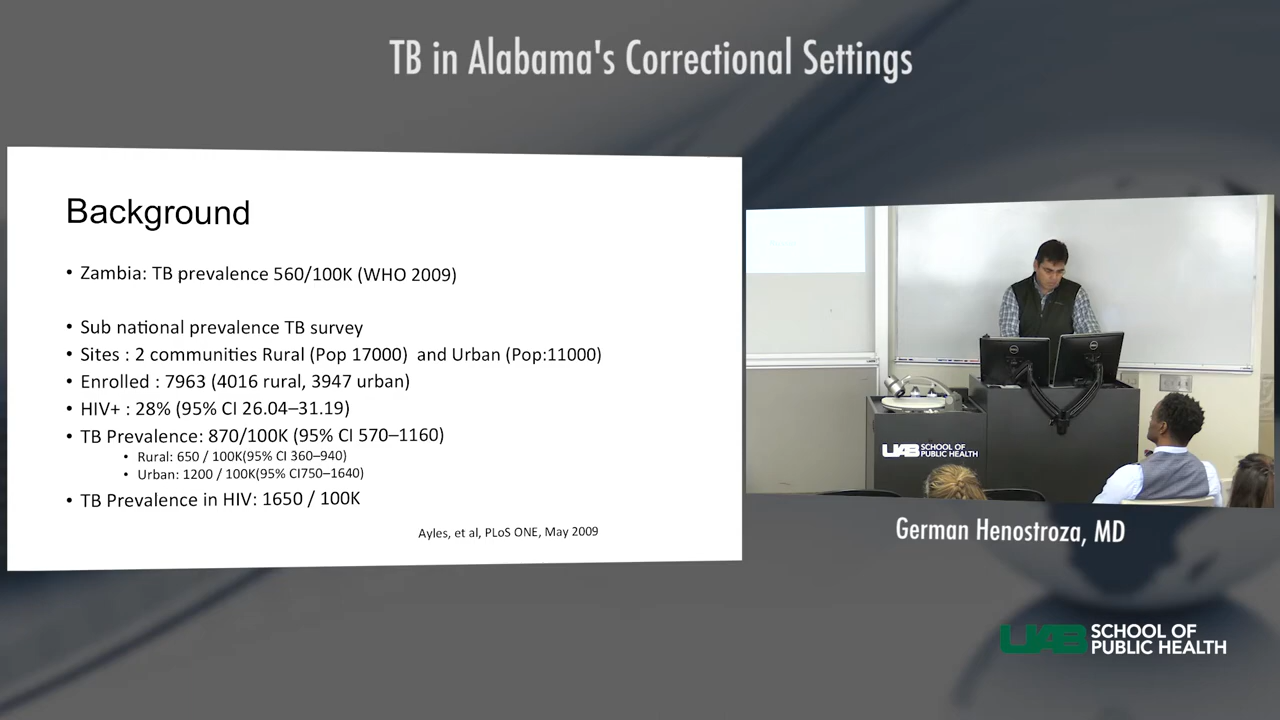 TB in Alabama's Correctional Settings
Background
• Zambia: TB prevalence 560/100K (WHO 2009)
• Sub national prevalence TB survey
• Sites : 2 communities Rural (Pop 17000) and Urban (Pop:11000)
• Enrolled : 7963 (4016 rural, 3947 urban)
• HIV+ : 28% (95% CI 26.04–31.19)
• TB Prevalence: 870/100K (95% CI 570–1160)
• Rural: 650 / 100K(95% CI 360–940)
• Urban: 1200 / 100K(95% CI750–1640)
• TB Prevalence in HIV: 1650 / 100K
Ayles, et al, PLoS ONE, May 2009
UAB SCHOOL OF
PUBLIC HEALTH
German Henostroza, MD
UAB SCHOOL OF
PUBLIC HEALTH